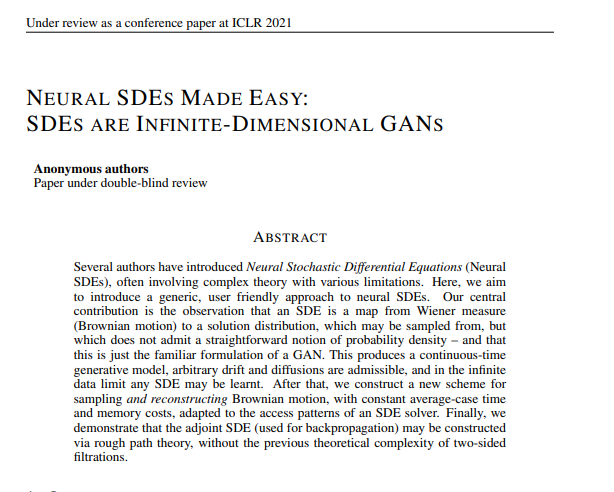 Under review as a conference paper at ICLR 2021
NEURAL SDES MADE EASY:
SDES ARE INFINITE-DIMENSIONAL GANS
Anonymous authors
Paper under double-blind review
ABSTRACT
Several authors have introduced Neural Stochastic Differential Equations (Neural
SDEs), often involving complex theory with various limitations. Here, we aim
to introduce a generic, user friendly approach to neural SDEs. Our central
contribution is the observation that an SDE is a map from Wiener measure
(Brownian motion) to a solution distribution, which may be sampled from, but
which does not admit a straightforward notion of probability density – and that
this is just the familiar formulation of a GAN. This produces a continuous-time
generative model, arbitrary drift and diffusions are admissible, and in the infinite
data limit any SDE may be learnt. After that, we construct a new scheme for
sampling and reconstructing Brownian motion, with constant average-case time
and memory costs, adapted to the access patterns of an SDE solver. Finally, we
demonstrate that the adjoint SDE (used for backpropagation) may be constructed
via rough path theory, without the previous theoretical complexity of two-sided
filtrations.